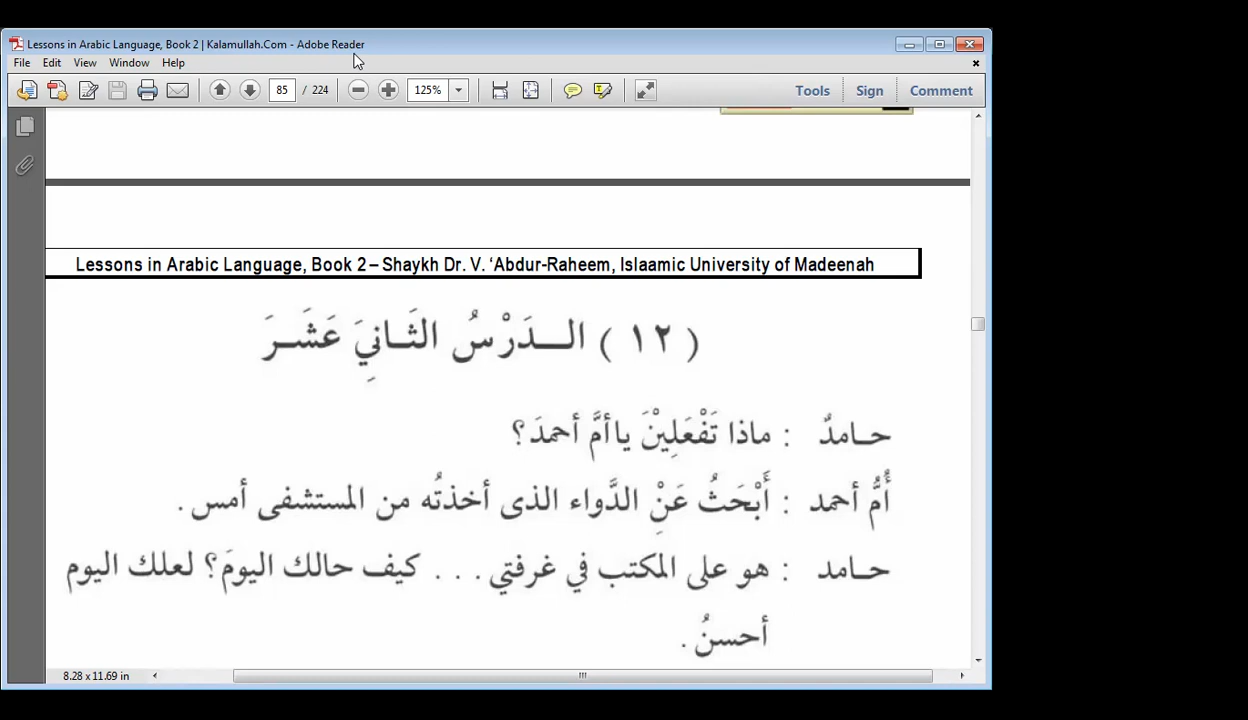 Lessons in Arabic Language, Book 2 | Kalamullah.Com - Adobe Reader
File Edit View Window Help
85 / 224 125% Tools Sign Comment
Lessons in Arabic Language, Book 2 – Shaykh Dr. V. ‘Abdur-Raheem, Islaamic University of Madeenah
( ١٢ ) الـــدَرْسُ الثَـانِيَ عَشَـرَ
حـامدٌ : ماذا تَفْعَلِيْنَ ياأمَّ أحمدَ؟
أُمُّ أحمد : أَبْحَثُ عَنِ الدَّواء الذى أخذتُه من المستشفى أمس .
حـامد : هو على المكتب في غرفتي . . . كيف حالك اليومَ؟ لعلك اليوم
أحسنُ .
8.28 x 11.69 in